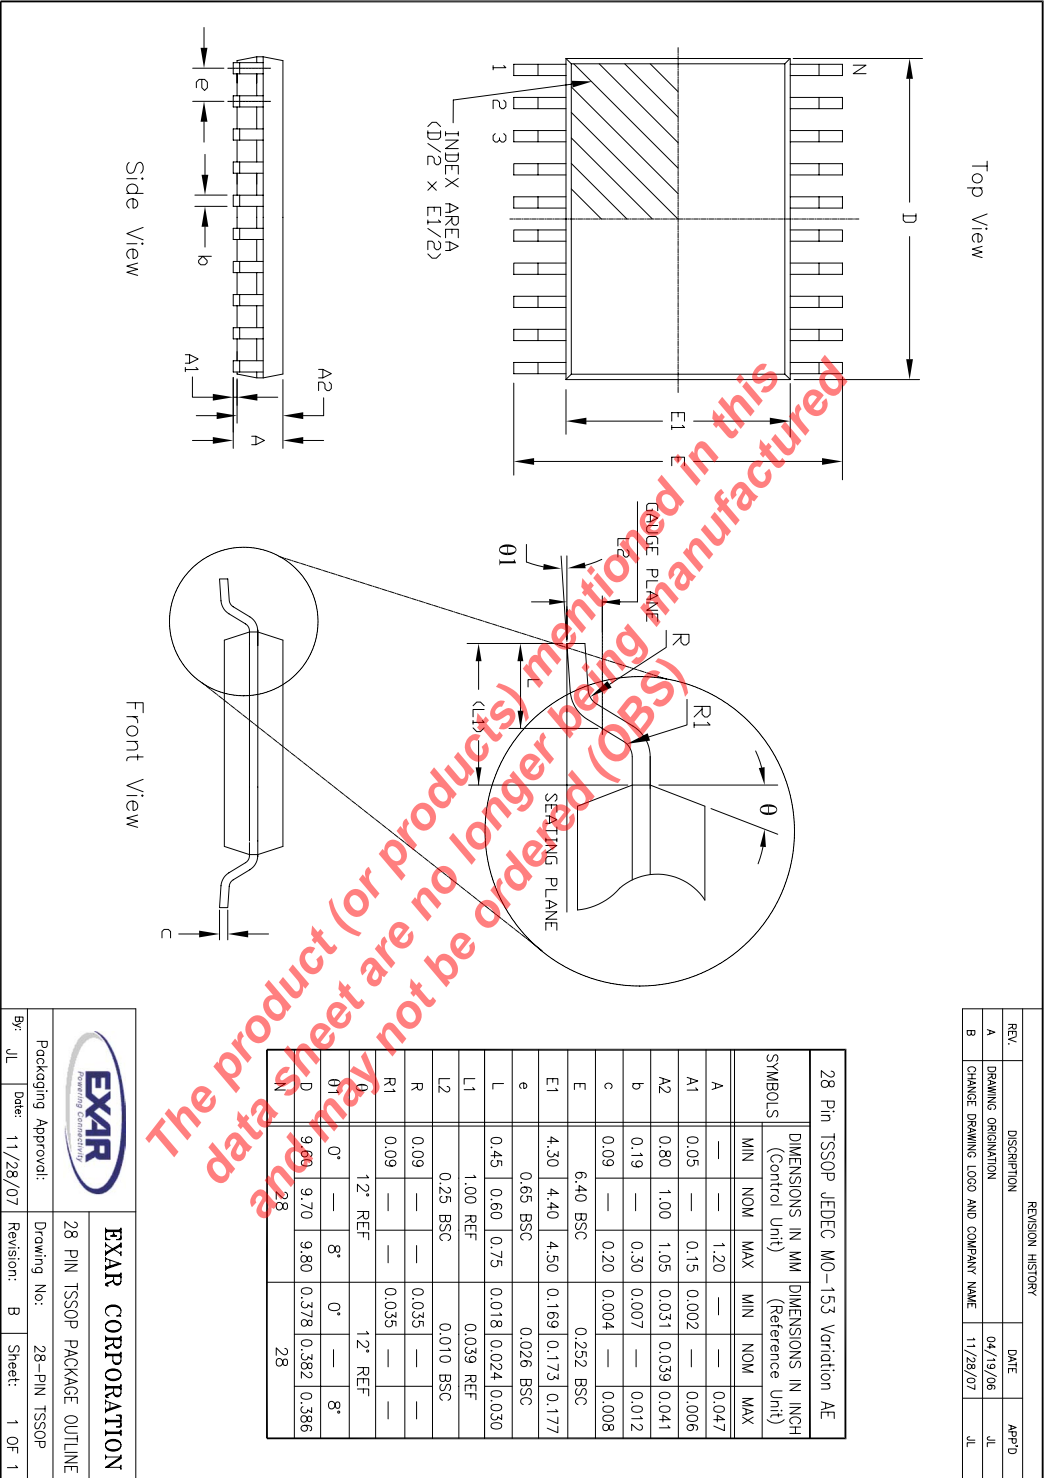 REVISION HISTORY
REV. DISCRIPTION DATE APP'D
A DRAWING ORIGINATION 04/19/06 JL
B CHANGE DRAWING LOGO AND COMPANY NAME 11/28/07 JL
Top View
D
N
1
2
3
INDEX AREA
(D/2 x E1/2)
E1
E
Side View
e
b
A1
A2
A
Front View
c
GAUGE PLANE
L2
θ1
R
R1
L
(L1)
θ
SEATING PLANE
The product (or products) mentioned in this
data sheet are no longer being manufactured
and may not be ordered (OBS)
28 Pin TSSOP JEDEC MO-153 Variation AE
SYMBOLS DIMENSIONS IN MM (Control Unit) DIMENSIONS IN INCH (Reference Unit)
MIN NOM MAX MIN NOM MAX
A — — 1.20 — — 0.047
A1 0.05 — 0.15 0.002 — 0.006
A2 0.80 1.00 1.05 0.031 0.039 0.041
b 0.19 — 0.30 0.007 — 0.012
c 0.09 — 0.20 0.004 — 0.008
E 6.40 BSC 0.252 BSC
E1 4.30 4.40 4.50 0.169 0.173 0.177
e 0.65 BSC 0.026 BSC
L 0.45 0.60 0.75 0.018 0.024 0.030
L1 1.00 REF 0.039 REF
L2 0.25 BSC 0.010 BSC
R 0.09 — — 0.035 — —
R1 0.09 — — 0.035 — —
θ 12° REF 12° REF
θ1 0° — 8° 0° — 8°
D 9.60 9.70 9.80 0.378 0.382 0.386
N 28 28
EXAR
Powering Connectivity
EXAR CORPORATION
28 PIN TSSOP PACKAGE OUTLINE
Packaging Approval:
Drawing No: 28-PIN TSSOP
By: JL Date: 11/28/07 Revision: B Sheet: 1 OF 1